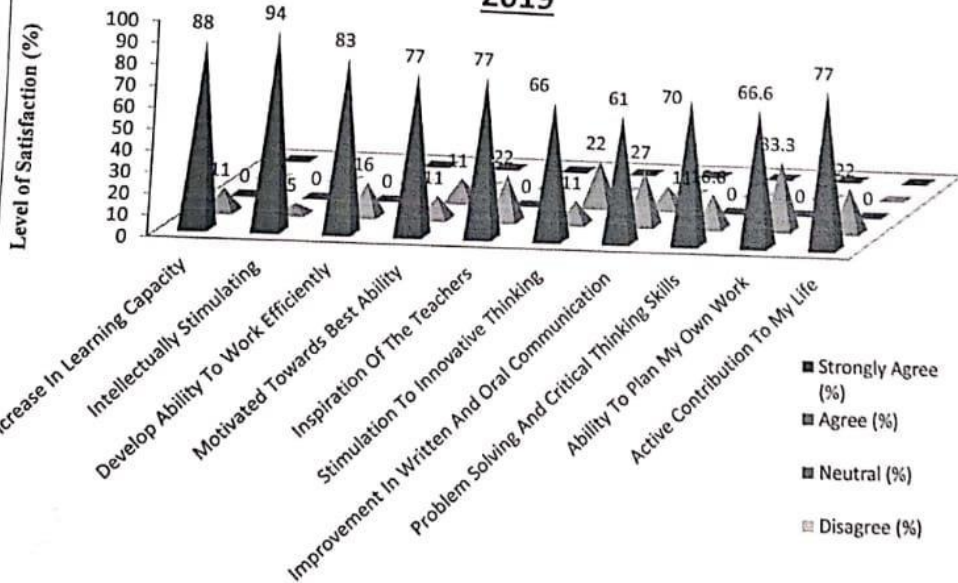 2019
Level of Satisfaction (%)
100
90
80
70
60
50
40
30
20
10
0
88
94
83
77
77
66
61
70
66.6
77
11
0
5
0
16
0
11
11
22
0
11
22
27
11
16.6
0
33.3
0
22
0
Increase In Learning Capacity
Intellectually Stimulating
Develop Ability To Work Efficiently
Motivated Towards Best Ability
Inspiration Of The Teachers
Stimulation To Innovative Thinking
Improvement In Written And Oral Communication
Problem Solving And Critical Thinking Skills
Ability To Plan My Own Work
Active Contribution To My Life
Strongly Agree
(%)
Agree (%)
Neutral (%)
Disagree (%)